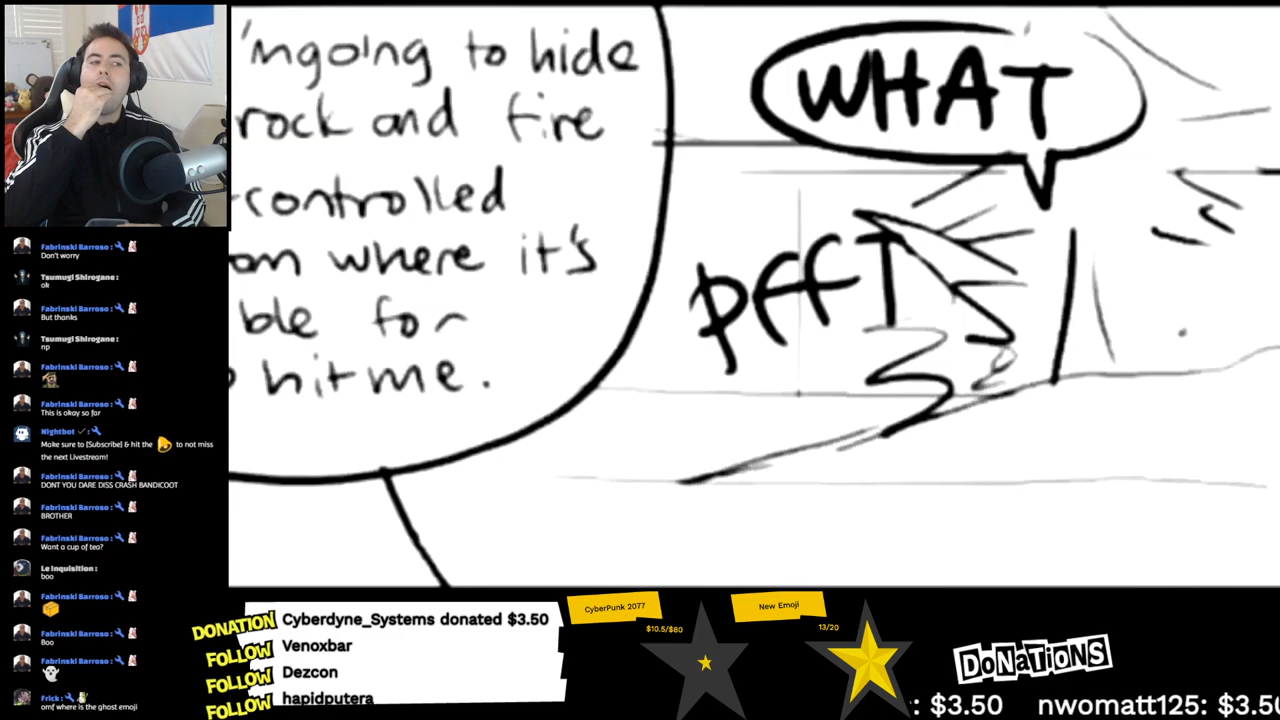 'mgoing to hide
rock and fire
-controlled
om where it's
ble for
hitme.
WHAT
PffT
Fabrinski Barroso :
Don't worry
Tsumugi Shirogane :
ok
Fabrinski Barroso :
But thanks
Tsumugi Shirogane :
np
Fabrinski Barroso :
Fabrinski Barroso :
This is okay so far
Nightbot ✓ :
Make sure to [Subscribe] & hit the to not miss
the next Livestream!
Fabrinski Barroso :
DONT YOU DARE DISS CRASH BANDICOOT
Fabrinski Barroso :
BROTHER
Fabrinski Barroso :
Want a cup of tea?
Le Inquisition :
boo
Fabrinski Barroso :
Fabrinski Barroso :
Boo
Fabrinski Barroso :
Frick :
omf where is the ghost emoji
DONATION Cyberdyne_Systems donated $3.50
FOLLOW Venoxbar
FOLLOW Dezcon
FOLLOW hapidputera
CyberPunk 2077
$10.5/$80
New Emoji
13/20
DONATIONS
: $3.50 nwomatt125: $3.50